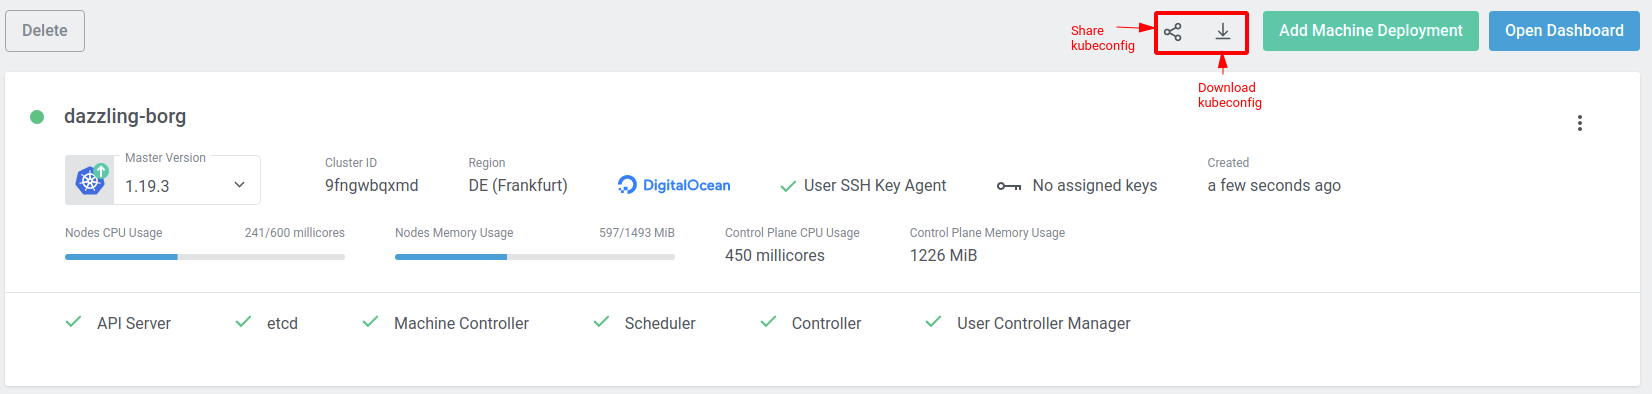 Delete
Share
kubeconfig
Add Machine Deployment
Open Dashboard
Download
kubeconfig
dazzling-borg
Master Version
1.19.3
Cluster ID
9fngwbqxmd
Region
DE (Frankfurt)
DigitalOcean
User SSH Key Agent
No assigned keys
Created
a few seconds ago
Nodes CPU Usage
241/600 millicores
Nodes Memory Usage
597/1493 MiB
Control Plane CPU Usage
450 millicores
Control Plane Memory Usage
1226 MiB
API Server
etcd
Machine Controller
Scheduler
Controller
User Controller Manager